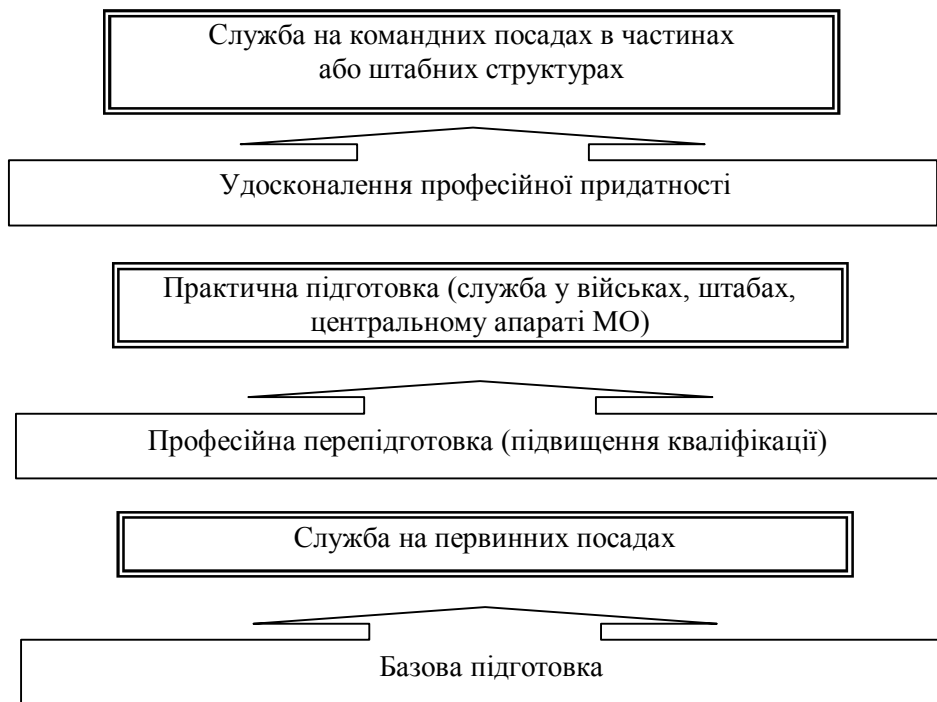 Служба на командних посадах в частинах
або штабних структурах
Удосконалення професійної придатності
Практична підготовка (служба у військах, штабах,
центральному апараті МО)
Професійна перепідготовка (підвищення кваліфікації)
Служба на первинних посадах
Базова підготовка